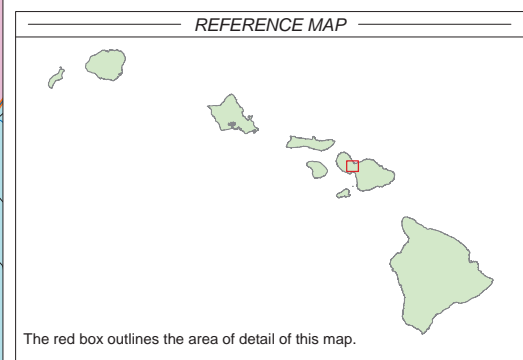 REFERENCE MAP
The red box outlines the area of detail of this map.